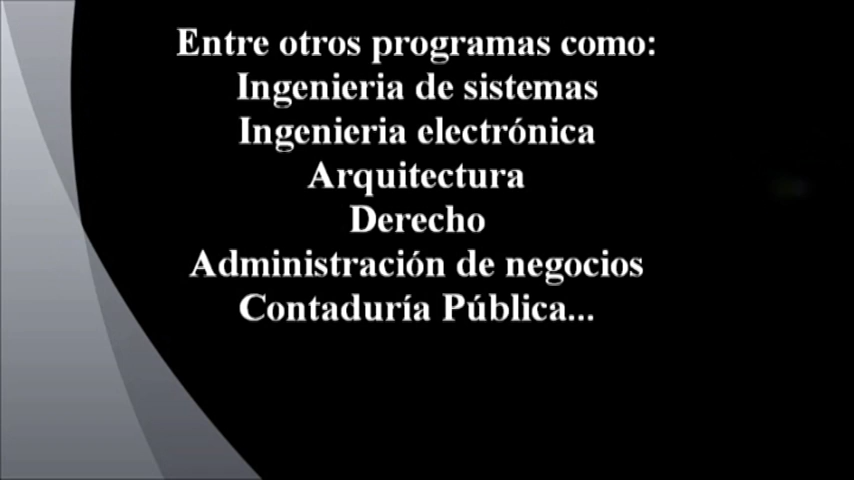 Entre otros programas como:
Ingenieria de sistemas
Ingenieria electrónica
Arquitectura
Derecho
Administración de negocios
Contaduría Pública...